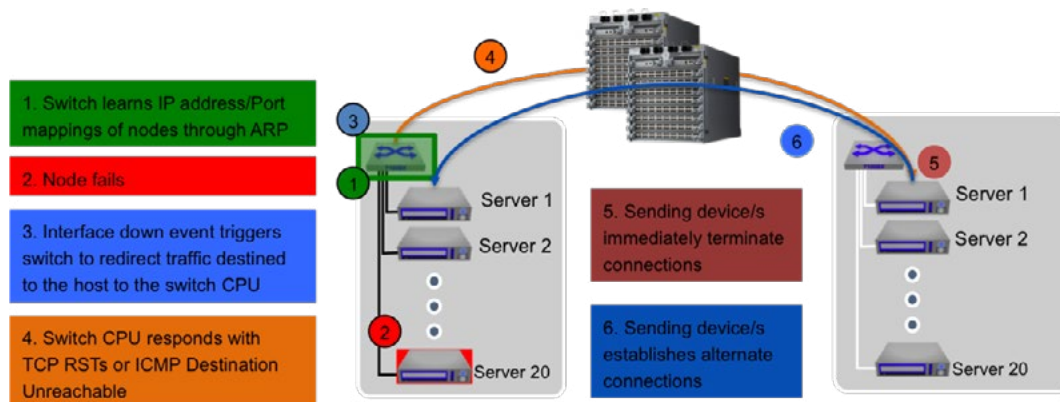 1. Switch learns IP address/Port
mappings of nodes through ARP
2. Node fails
3. Interface down event triggers
switch to redirect traffic destined
to the host to the switch CPU
4. Switch CPU responds with
TCP RSTs or ICMP Destination
Unreachable
4
3
1
Server 1
Server 2
2
Server 20
5. Sending device/s
immediately terminate
connections
6. Sending device/s
establishes alternate
connections
6
5
Server 1
Server 2
Server 20